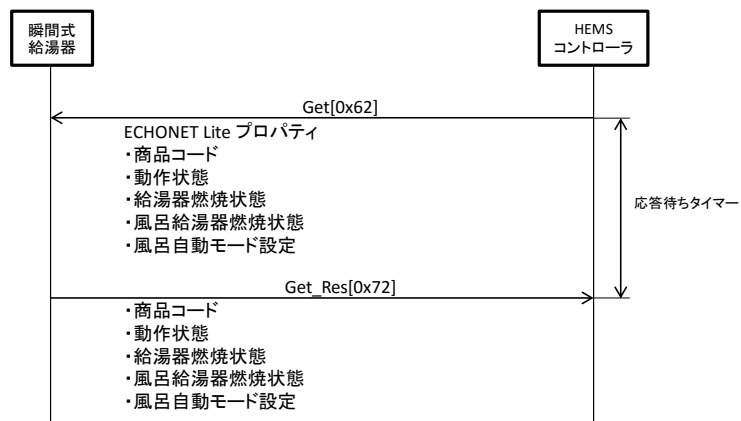 瞬間式
給湯器
HEMS
コントローラ
Get[0x62]
ECHONET Lite プロパティ
・商品コード
・動作状態
・給湯器燃焼状態
・風呂給湯器燃焼状態
・風呂自動モード設定
応答待ちタイマー
Get_Res[0x72]
・商品コード
・動作状態
・給湯器燃焼状態
・風呂給湯器燃焼状態
・風呂自動モード設定